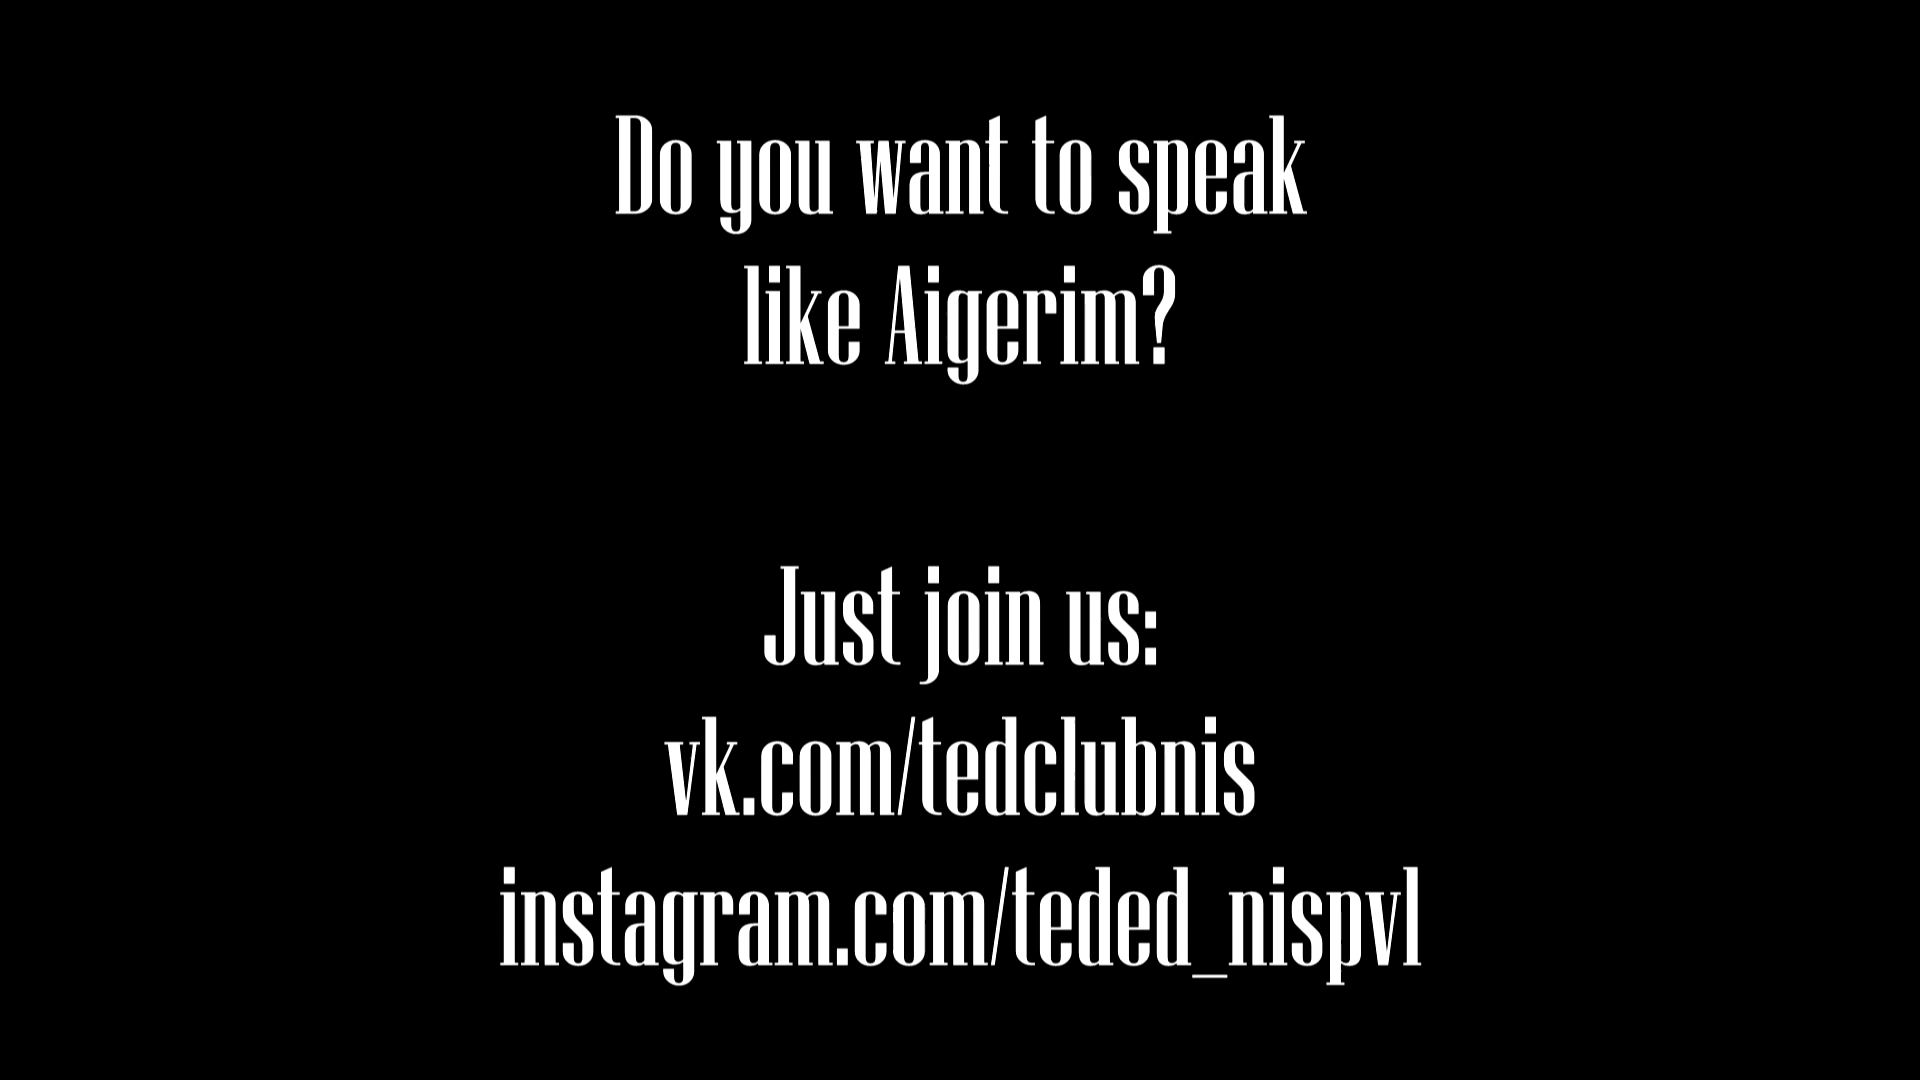 Do you want to speak
like Aigerim?
Just join us:
vk.com/tedclubnis
instagram.com/teded_nispvl